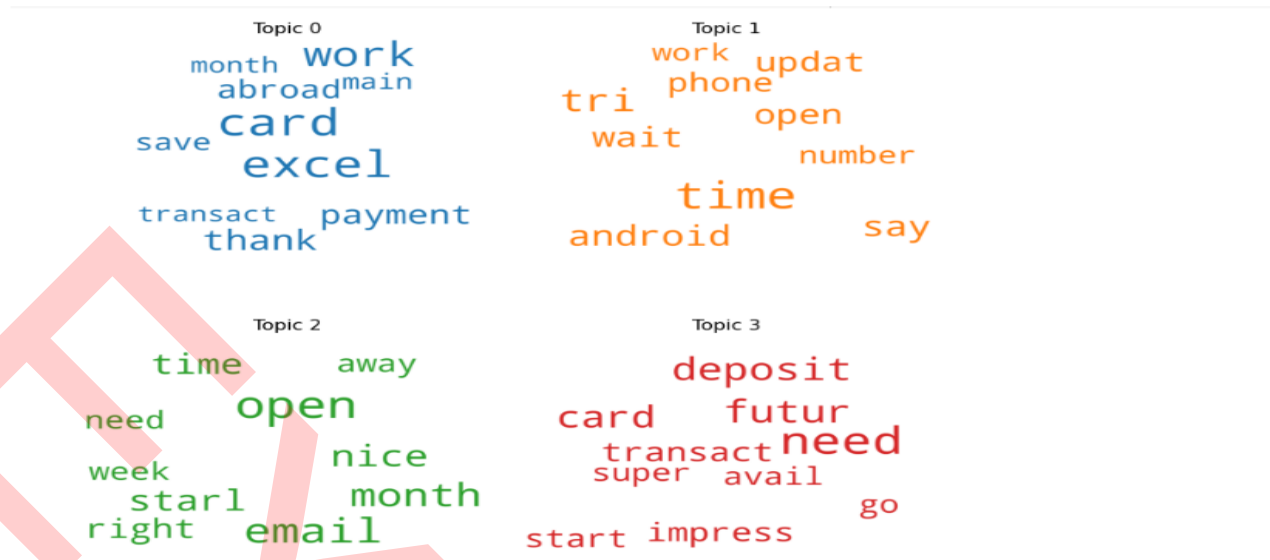 Topic 0
work
month
main
abroad
card
save
excel
transact
payment
thank
Topic 1
work
updat
phone
tri
open
wait
number
time
say
android
Topic 2
time
away
open
need
nice
week
month
starl
right
email
Topic 3
deposit
futur
card
need
transact
super
avail
go
impress
start